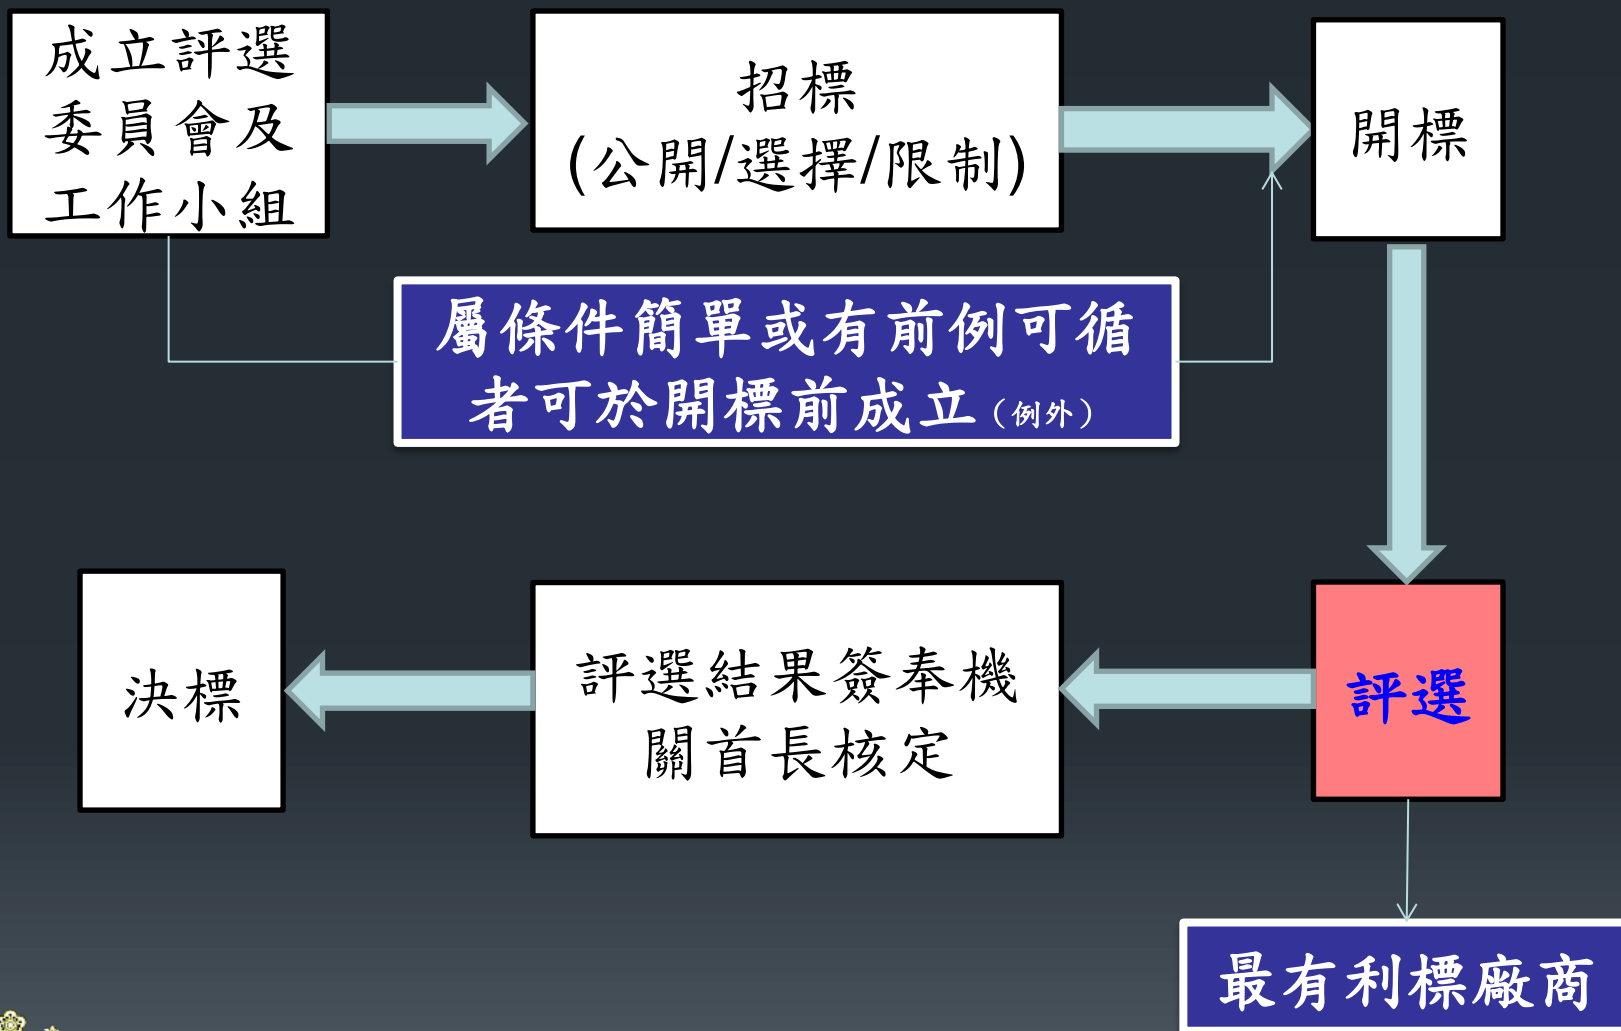 成立評選
委員會及
工作小組
招標
(公開/選擇/限制)
開標
屬條件簡單或有前例可循
者可於開標前成立(例外)
決標
評選結果簽奉機
關首長核定
評選
最有利標廠商